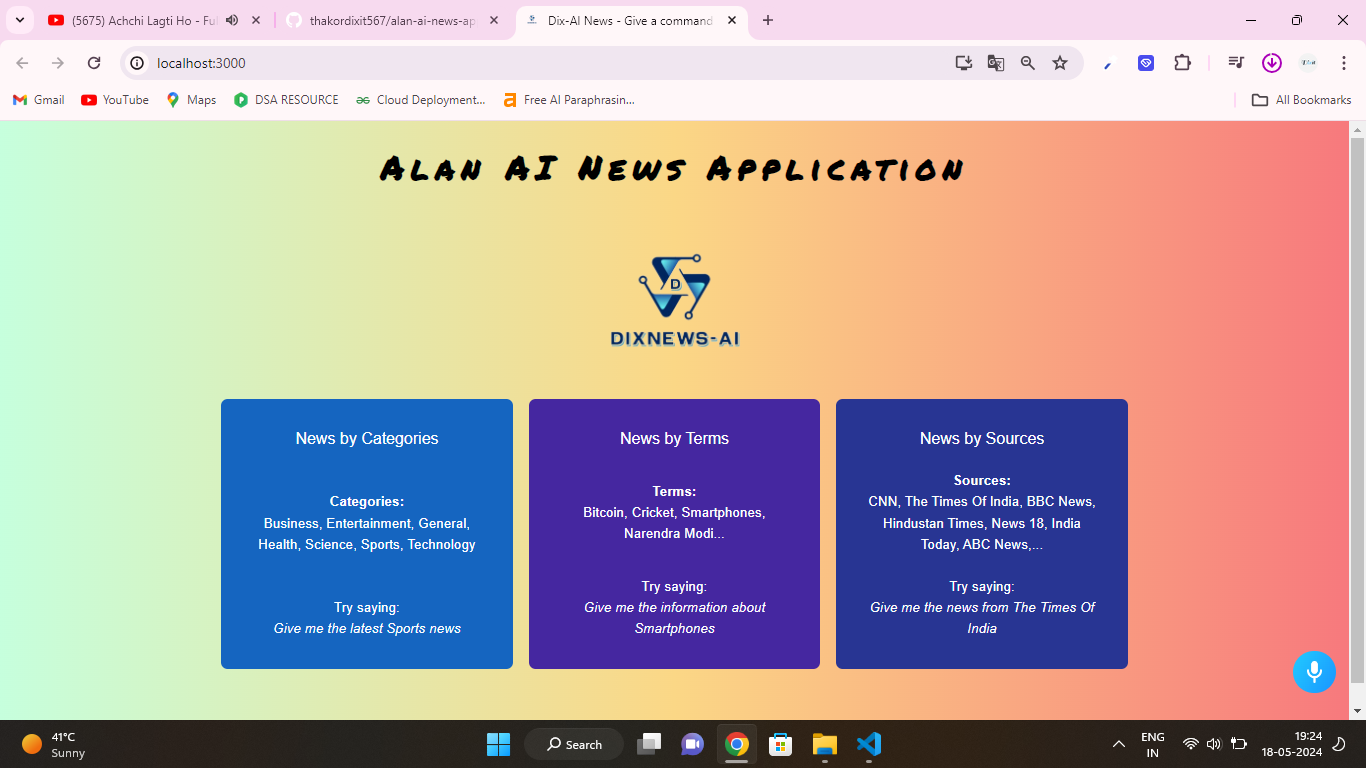 (5675) Achchi Lagti Ho - Ful
thakordixit567/alan-ai-news-ap
Dix-AI News - Give a command
localhost:3000
Gmail
YouTube
Maps
DSA RESOURCE
Cloud Deployment...
Free AI Paraphrasin...
All Bookmarks
Alan AI News Application
D
DIXNEWS-AI
News by Categories
Categories:
Business, Entertainment, General,
Health, Science, Sports, Technology
Try saying:
Give me the latest Sports news
News by Terms
Terms:
Bitcoin, Cricket, Smartphones,
Narendra Modi...
Try saying:
Give me the information about
Smartphones
News by Sources
Sources:
CNN, The Times Of India, BBC News,
Hindustan Times, News 18, India
Today, ABC News,...
Try saying:
Give me the news from The Times Of
India
41°C
Sunny
Search
ENG
IN
19:24
18-05-2024